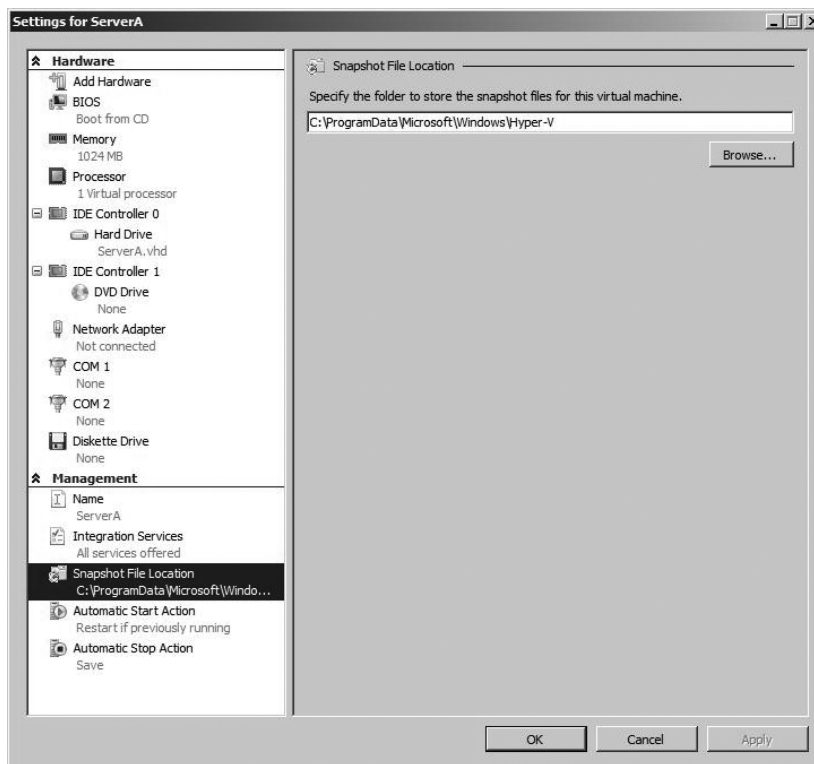 Settings for ServerA
Hardware
Add Hardware
BIOS
Boot from CD
Memory
1024 MB
Processor
1 Virtual processor
IDE Controller 0
Hard Drive
ServerA.vhd
IDE Controller 1
DVD Drive
None
Network Adapter
Not connected
COM 1
None
COM 2
None
Diskette Drive
None
Management
Name
ServerA
Integration Services
All services offered
Snapshot File Location
C:\ProgramData\Microsoft\Windo...
Automatic Start Action
Restart if previously running
Automatic Stop Action
Save
Snapshot File Location
Specify the folder to store the snapshot files for this virtual machine.
C:\ProgramData\Microsoft\Windows\Hyper-V
Browse...
OK
Cancel
Apply